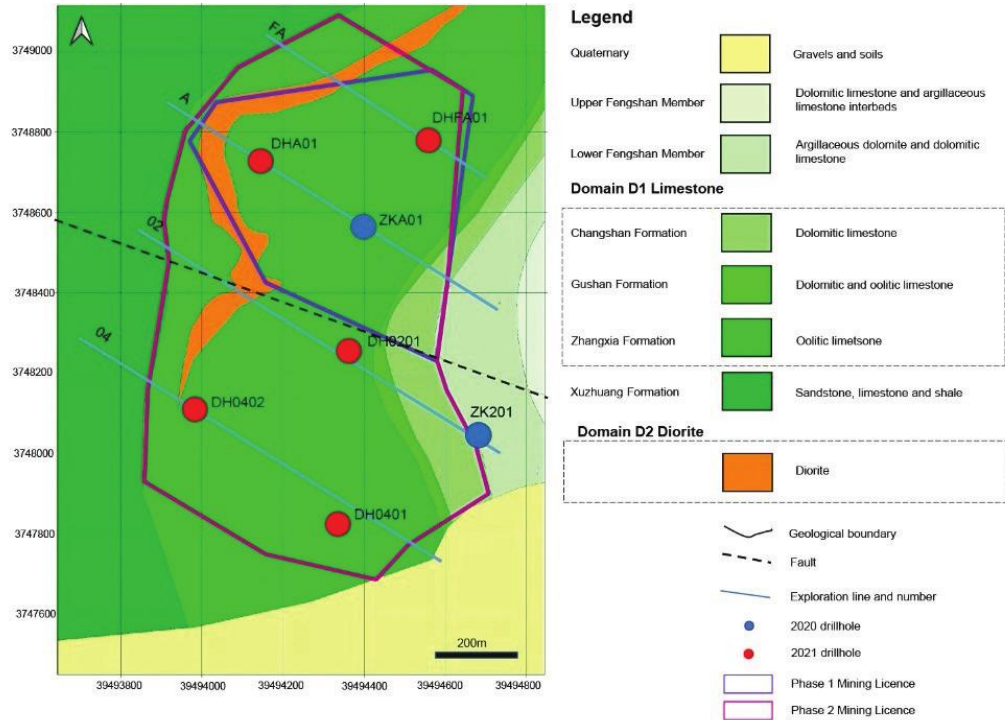 3749000
3748800
3748600
3748400
3748200
3748000
3747800
3747600
39493800
39494000
39494200
39494400
39494600
39494800
FA
A
02
04
DHFA01
DHA01
ZKA01
DH0201
DH0402
ZK201
DH0401
200m
Legend
Quaternary
Gravels and soils
Upper Fengshan Member
Dolomitic limestone and argillaceous
limestone interbeds
Lower Fengshan Member
Argillaceous dolomite and dolomitic
limestone
Domain D1 Limestone
Changshan Formation
Dolomitic limestone
Gushan Formation
Dolomitic and oolitic limestone
Zhangxia Formation
Oolitic limetsone
Xuzhuang Formation
Sandstone, limestone and shale
Domain D2 Diorite
Diorite
Geological boundary
Fault
Exploration line and number
2020 drillhole
2021 drillhole
Phase 1 Mining Licence
Phase 2 Mining Licence